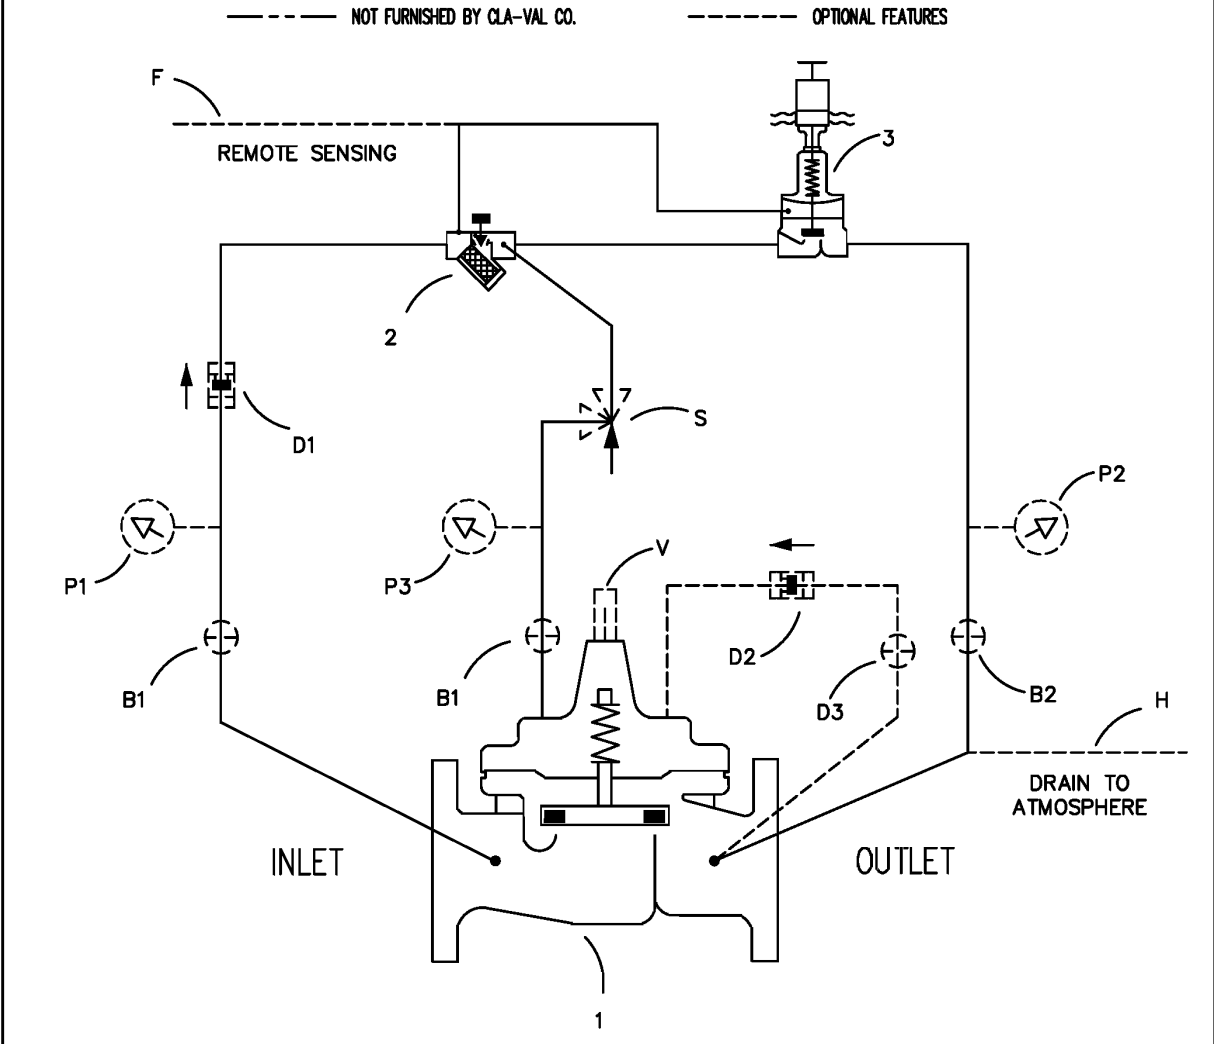 NOT FURNISHED BY CLA-VAL CO.
OPTIONAL FEATURES
F
REMOTE SENSING
3
2
D1
S
P2
P1
P3
V
D2
B1
B1
D3
B2
H
DRAIN TO
ATMOSPHERE
INLET
OUTLET
1